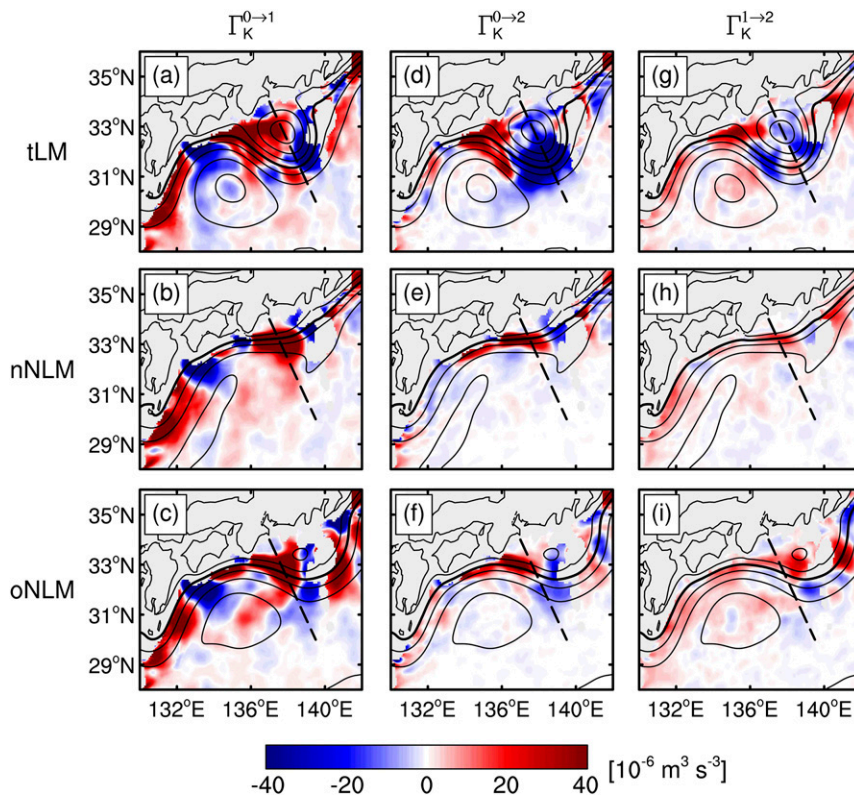 Γ_K^{0→1} Γ_K^{0→2} Γ_K^{1→2}
tLM
35°N
33°N
31°N
29°N
(a) (d) (g)
nNLM
35°N
33°N
31°N
29°N
(b) (e) (h)
oNLM
35°N
33°N
31°N
29°N
(c) (f) (i)
132°E 136°E 140°E 132°E 136°E 140°E 132°E 136°E 140°E
-40 -20 0 20 40 [10⁻⁶ m³ s⁻³]